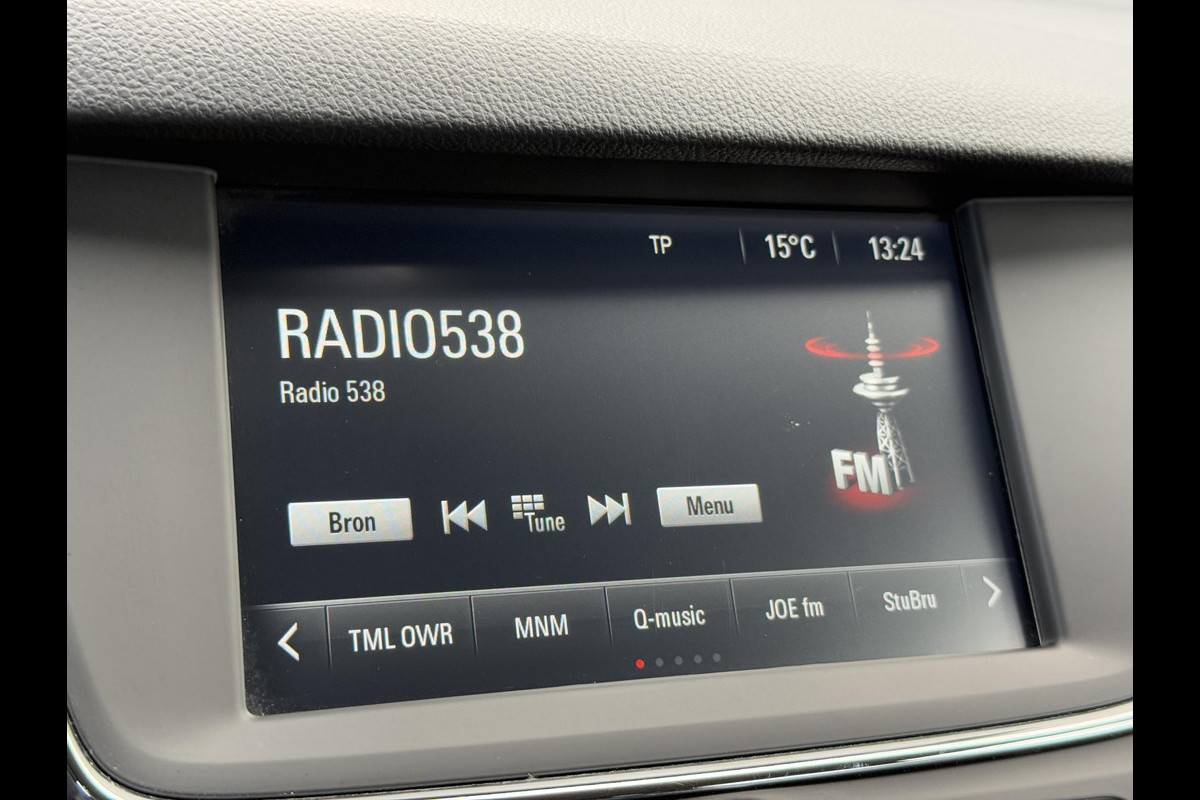 TP 15°C 13:24
RADIO538
Radio 538
FM
Bron Tune Menu
TML OWR MNM Q-music JOE fm StuBru